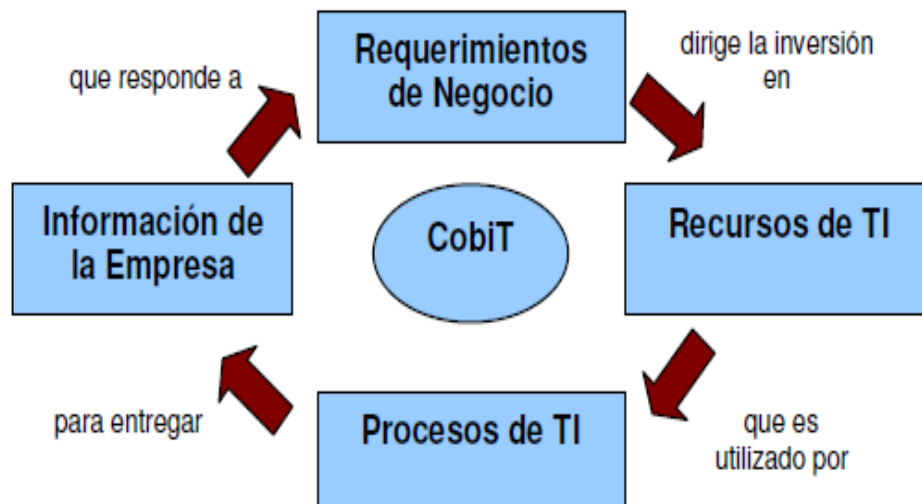 Requerimientos
de Negocio
dirige la inversión
en
Recursos de TI
que es
utilizado por
Procesos de TI
para entregar
Información de
la Empresa
que responde a
CobiT